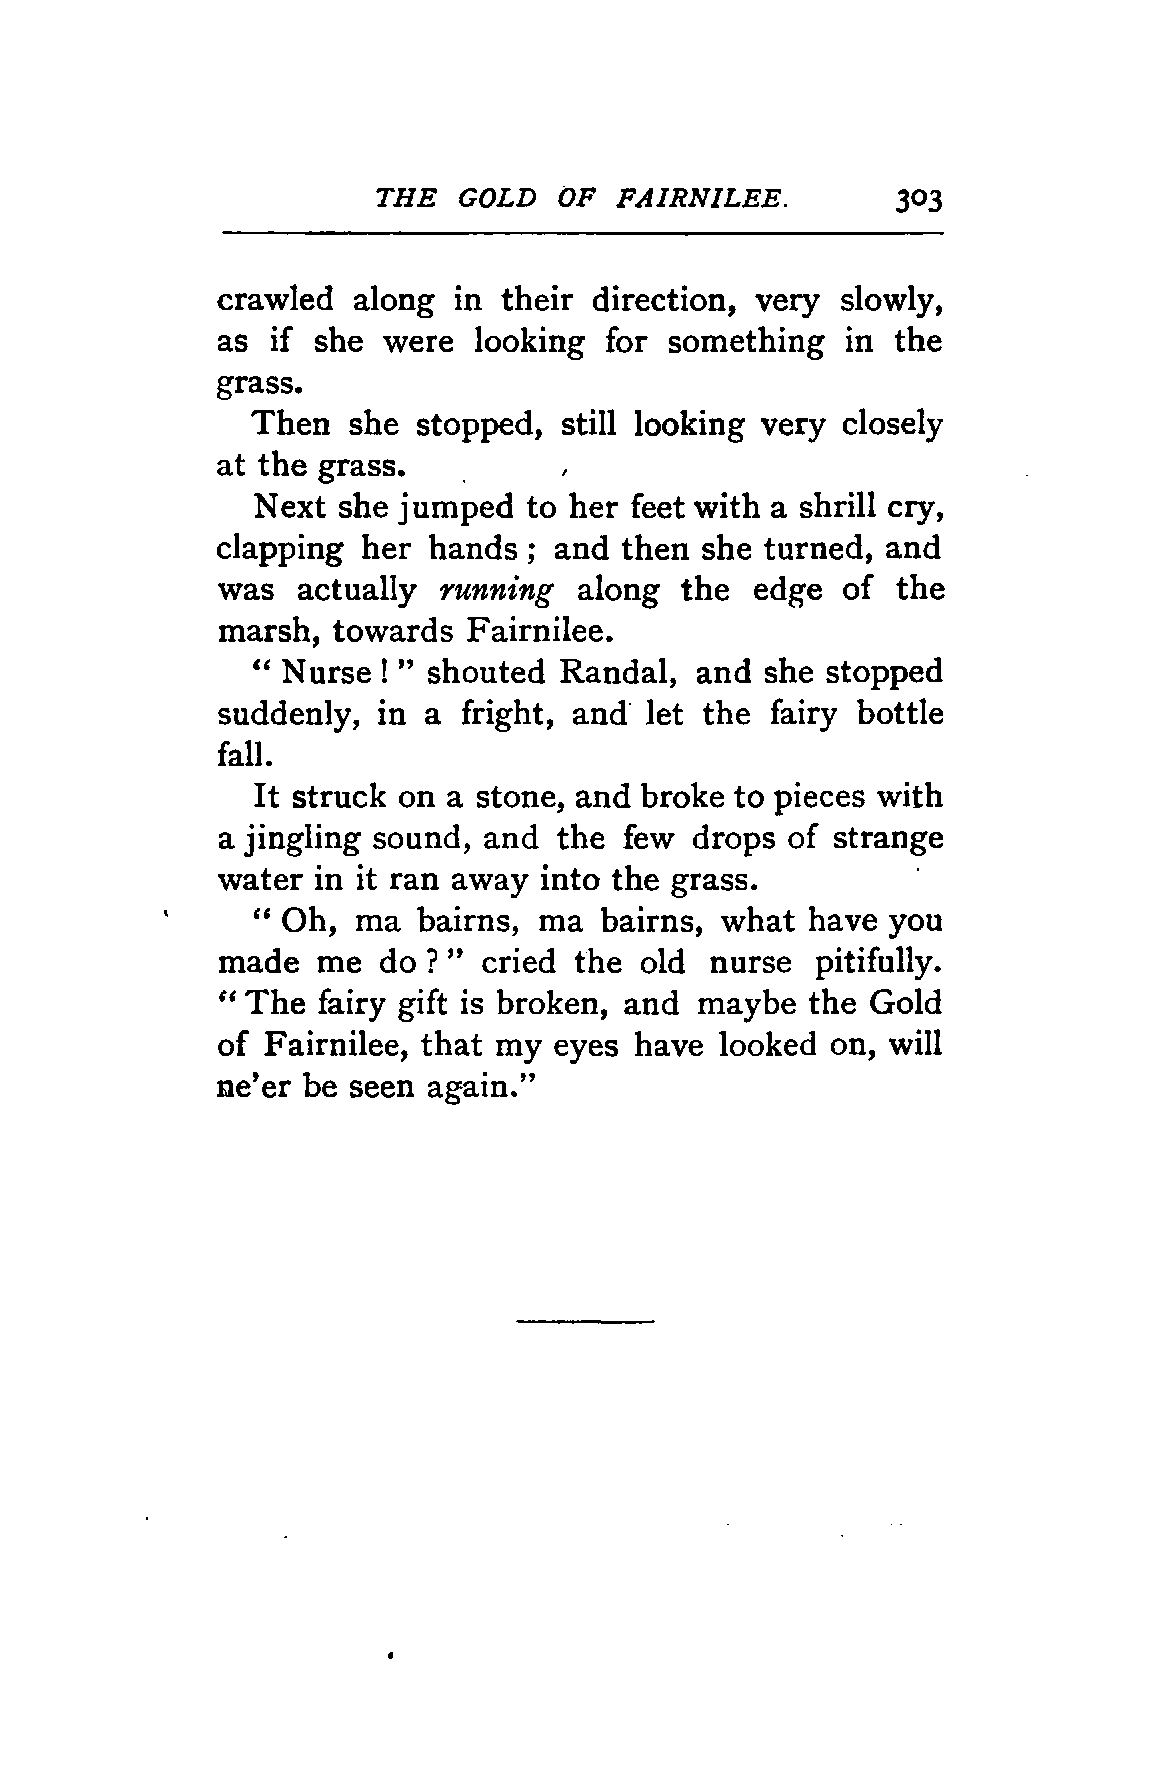 THE GOLD OF FAIRNILEE. 303
crawled along in their direction, very slowly,
as if she were looking for something in the
grass.
Then she stopped, still looking very closely
at the grass.
Next she jumped to her feet with a shrill cry,
clapping her hands ; and then she turned, and
was actually running along the edge of the
marsh, towards Fairnilee.
“ Nurse ! ” shouted Randal, and she stopped
suddenly, in a fright, and let the fairy bottle
fall.
It struck on a stone, and broke to pieces with
a jingling sound, and the few drops of strange
water in it ran away into the grass.
“ Oh, ma bairns, ma bairns, what have you
made me do ? ” cried the old nurse pitifully.
“ The fairy gift is broken, and maybe the Gold
of Fairnilee, that my eyes have looked on, will
ne’er be seen again.”